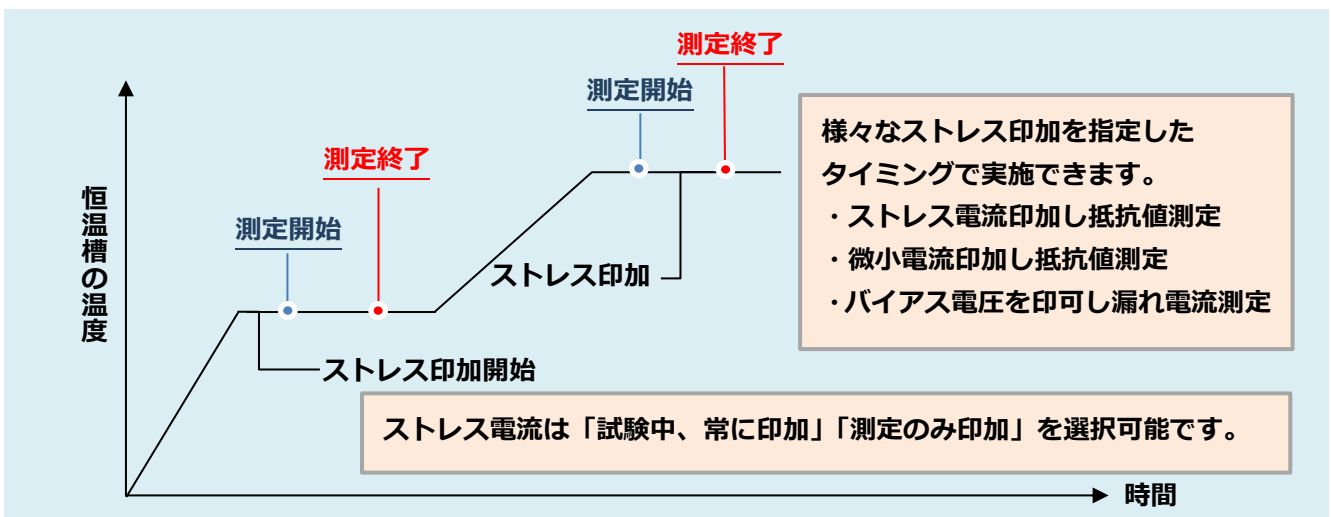 測定終了
測定開始
測定終了
測定開始
恒温槽の温度
ストレス印加
ストレス印加開始
様々なストレス印加を指定した
タイミングで実施できます。
・ストレス電流印加し抵抗値測定
・微小電流印加し抵抗値測定
・バイアス電圧を印可し漏れ電流測定
ストレス電流は「試験中、常に印加」「測定のみ印加」を選択可能です。
時間